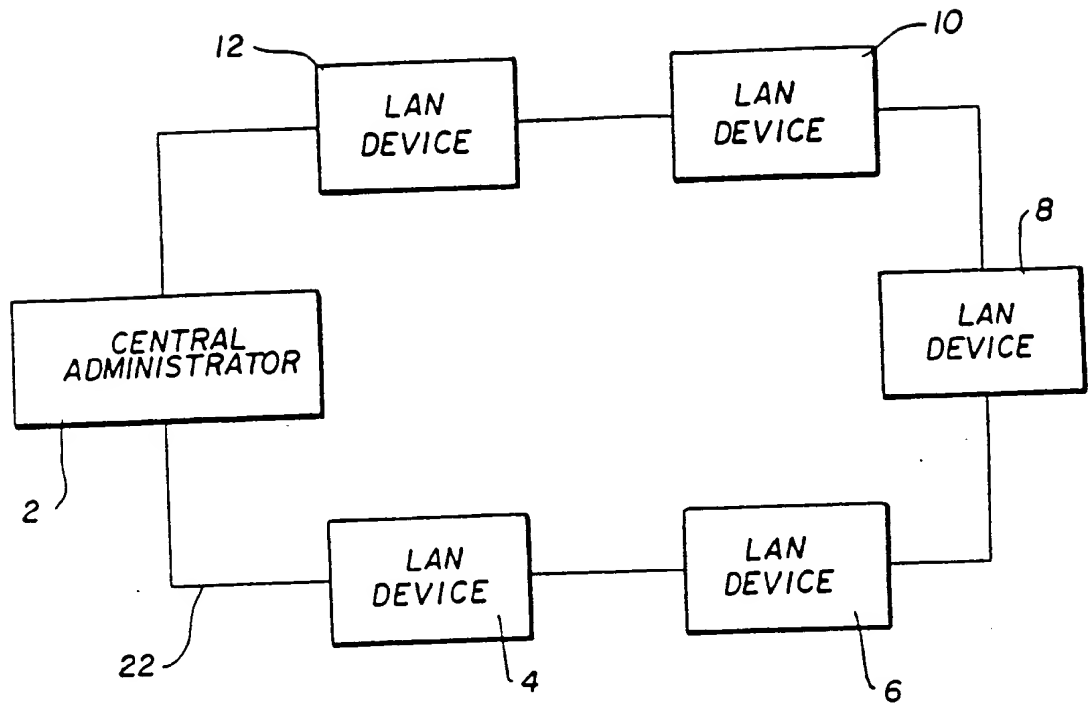 12
10
LAN
DEVICE
LAN
DEVICE
8
LAN
DEVICE
CENTRAL
ADMINISTRATOR
2
LAN
DEVICE
LAN
DEVICE
22
4
6